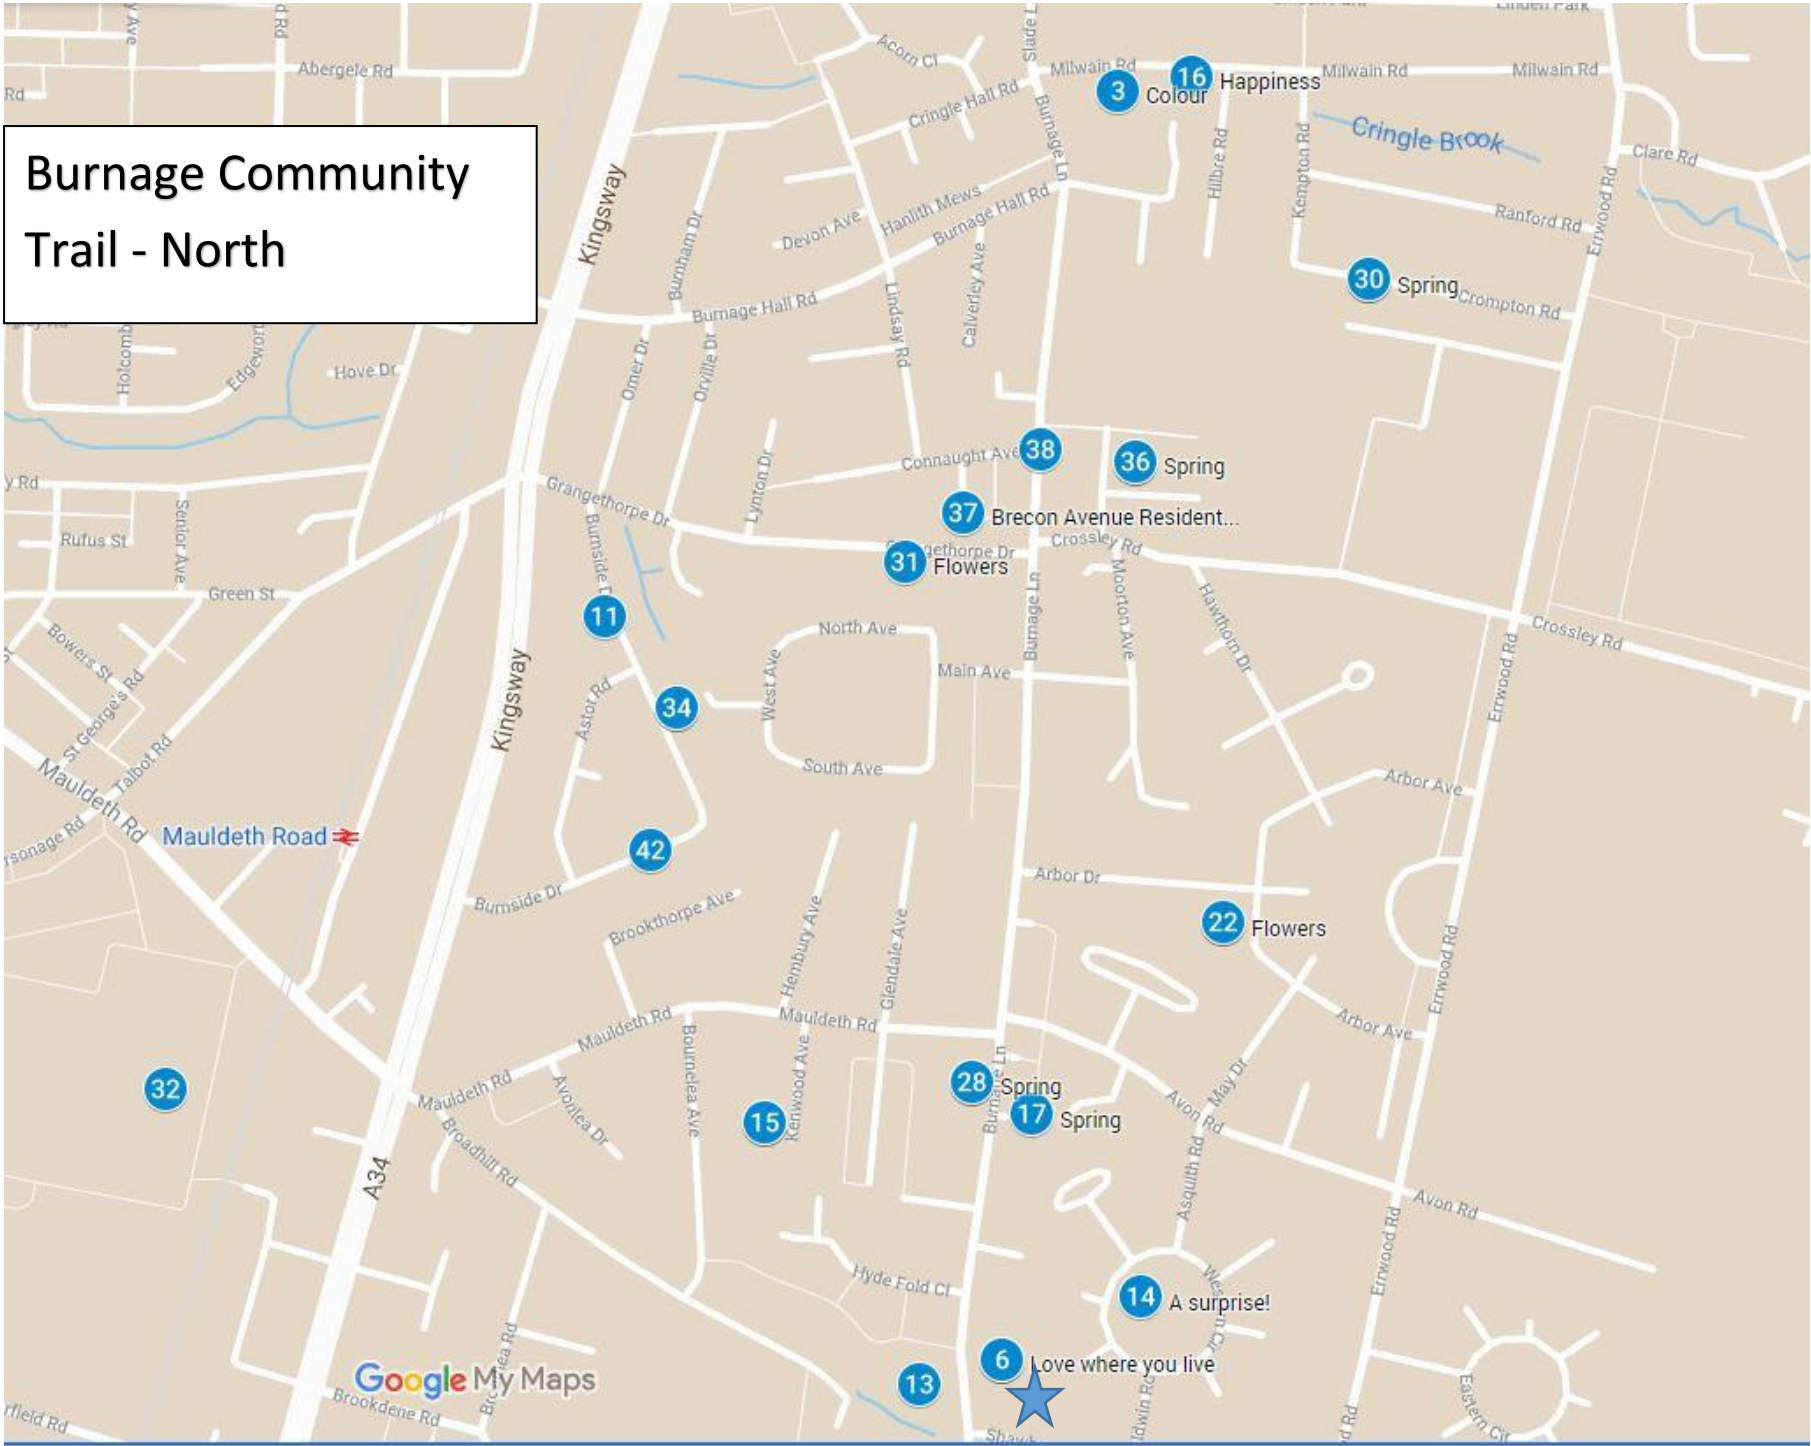 Burnage Community
Trail - North
Abergele Rd
Acorn Cl
Milwain Rd
3
Colour
16
Happiness
Milwain Rd
Milwain Rd
Rd
Cringle Hall Rd
Burnage Ln
Cringle Brook
Clare Rd
Kingsway
Hilbre Rd
Kempton Rd
Errwood Rd
Ranford Rd
Burnham Dr
Devon Ave
Hanlith Mews
Burnage Hall Rd
Calverley Ave
30
Spring
Crompton Rd
Burnage Hall Rd
Lindsay Rd
Hove Dr
Omer Dr
Orville Dr
Connaught Ave
38
36
Spring
Lynton Dr
Grangethorpe Dr
37
Brecon Avenue Resident...
Senior Ave
Rufus St
Burnside
31
Flowers
Crossley Rd
Green St
11
Burnage Ln
Moorton Ave
Hawthorn Dr
Crossley Rd
Bowers St
North Ave
Main Ave
West Ave
Astor Rd
34
Kingsway
Errwood Rd
St George's Rd
Talbot Rd
South Ave
Mauldeth Rd
Arbor Ave
Mauldeth Road
42
Arbor Dr
Burnside Dr
Brookthorpe Ave
Hembury Ave
Glendale Ave
22
Flowers
Errwood Rd
Mauldeth Rd
Mauldeth Rd
Arbor Ave
32
Mauldeth Rd
Avonlea Dr
Bournelea Ave
15
Kenwood Ave
28
Spring
17
Spring
May Dr
Avon Rd
Broadhill Rd
A34
Asquith Rd
Avon Rd
Errwood Rd
Hyde Fold Cl
14
A surprise!
6
Love where you live
13
Google My Maps
Brookdene Rd